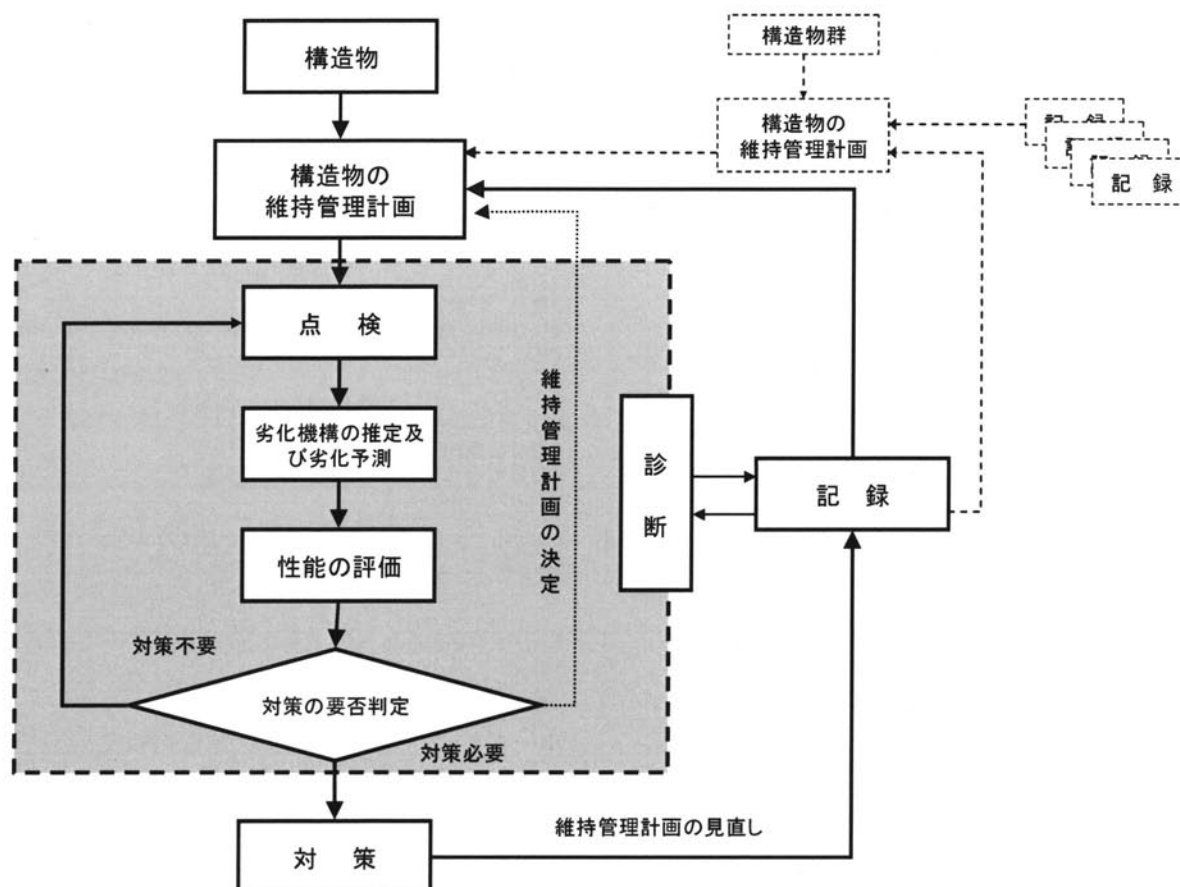 構造物群
構造物
構造物の
維持管理計画
記 録
記 録
構造物の
維持管理計画
点 検
劣化機構の推定及
び劣化予測
維持管理計画の決定
診断
記 録
性能の評価
対策不要
対策の要否判定
対策必要
維持管理計画の見直し
対 策